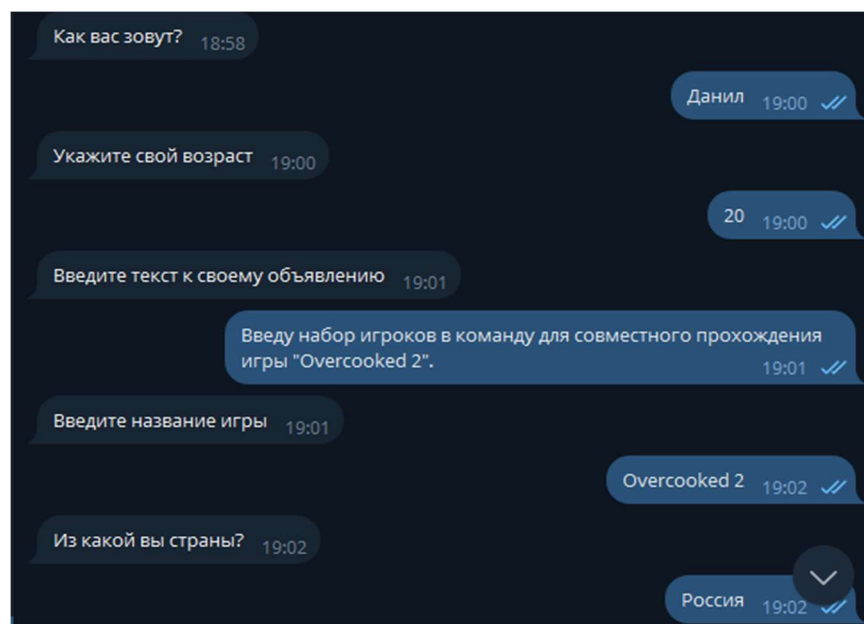 Как вас зовут? 18:58
Данил 19:00
Укажите свой возраст 19:00
20 19:00
Введите текст к своему объявлению 19:01
Введу набор игроков в команду для совместного прохождения
игры "Overcooked 2". 19:01
Введите название игры 19:01
Overcooked 2 19:02
Из какой вы страны? 19:02
Россия 19:02